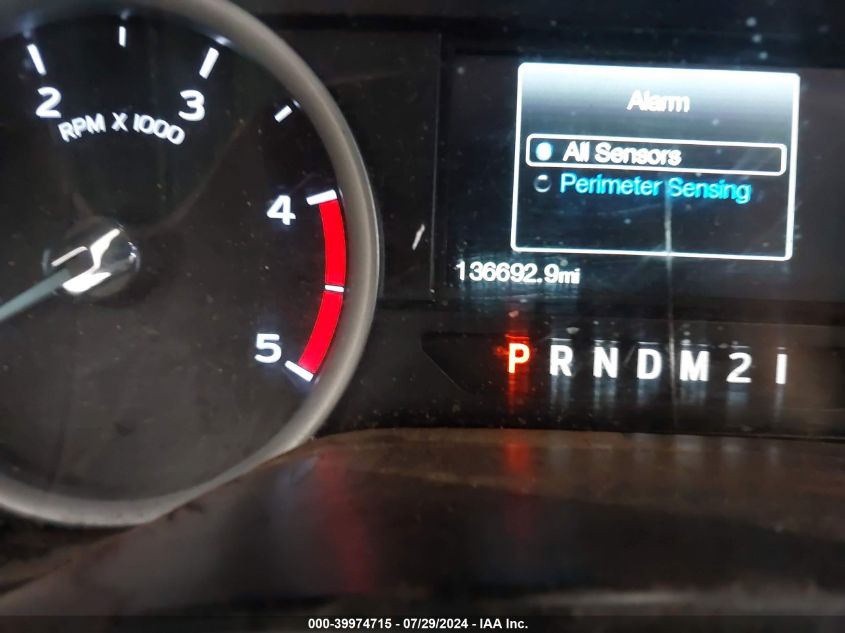 2 3
RPM X 1000
4
5
Alarm
All Sensors
Perimeter Sensing
136692.9mi
P R N D M 2 1
000-39974715 / 07/29/2024 - IAA Inc.